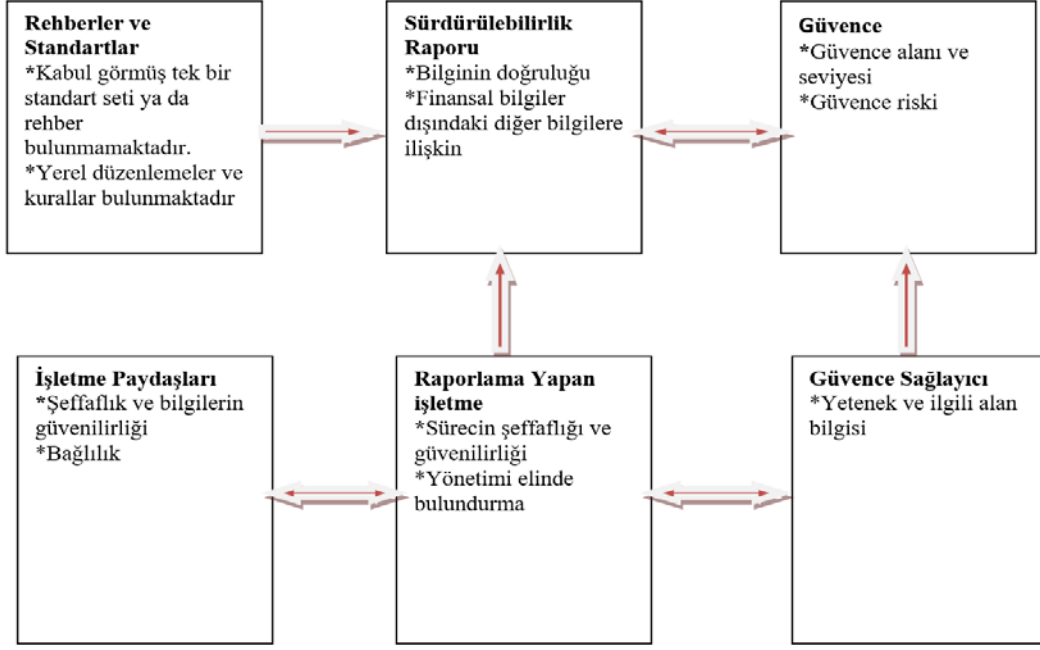 Rehberler ve
Standartlar
*Kabul görmüş tek bir
standart seti ya da
rehber
bulunmamaktadır.
*Yerel düzenlemeler ve
kurallar bulunmaktadır
Sürdürülebilirlik
Raporu
*Bilginin doğruluğu
*Finansal bilgiler
dışındaki diğer bilgilere
ilişkin
Güvence
*Güvence alanı ve
seviyesi
*Güvence riski
İşletme Paydaşları
*Şeffaflık ve bilgilerin
güvenilirliği
*Bağlılık
Raporlama Yapan
işletme
*Sürecin şeffaflığı ve
güvenilirliği
*Yönetimi elinde
bulundurma
Güvence Sağlayıcı
*Yetenek ve ilgili alan
bilgisi